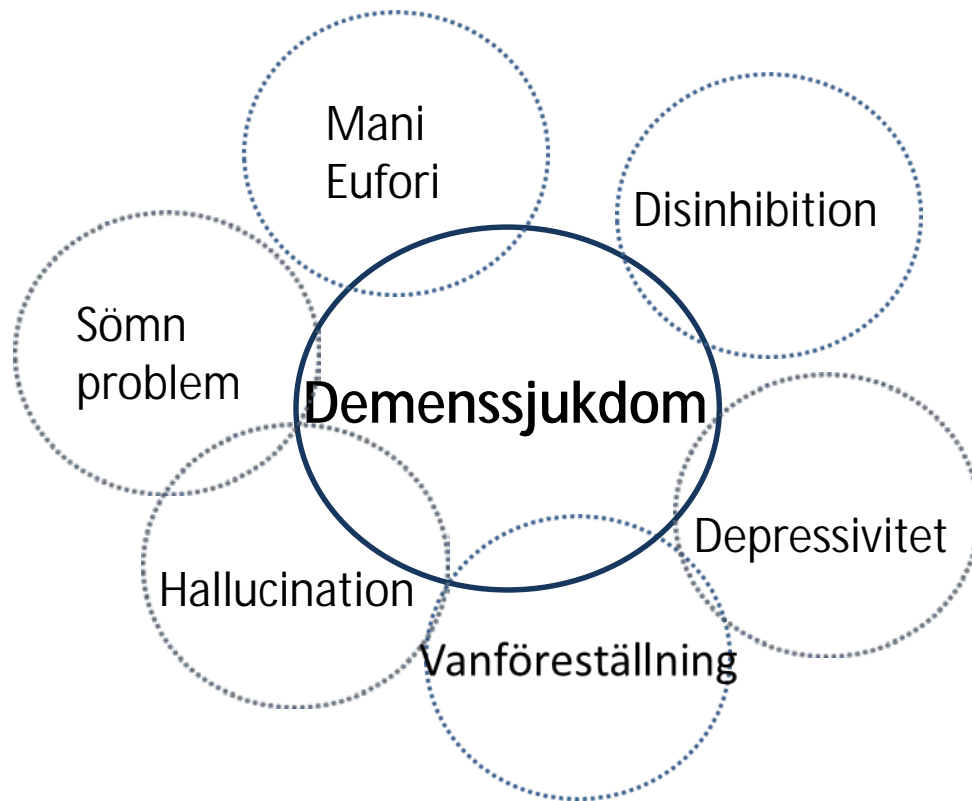 Mani
Eufori
Disinhibition
Sömn
problem
Demenssjukdom
Depressivitet
Hallucination
Vanföreställning